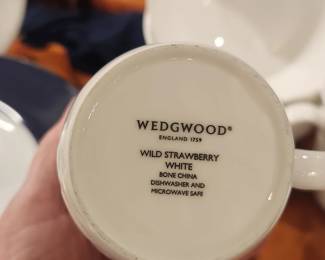 WEDGWOOD®
ENGLAND 1759
WILD STRAWBERRY
WHITE
BONE CHINA
DISHWASHER AND
MICROWAVE SAFE